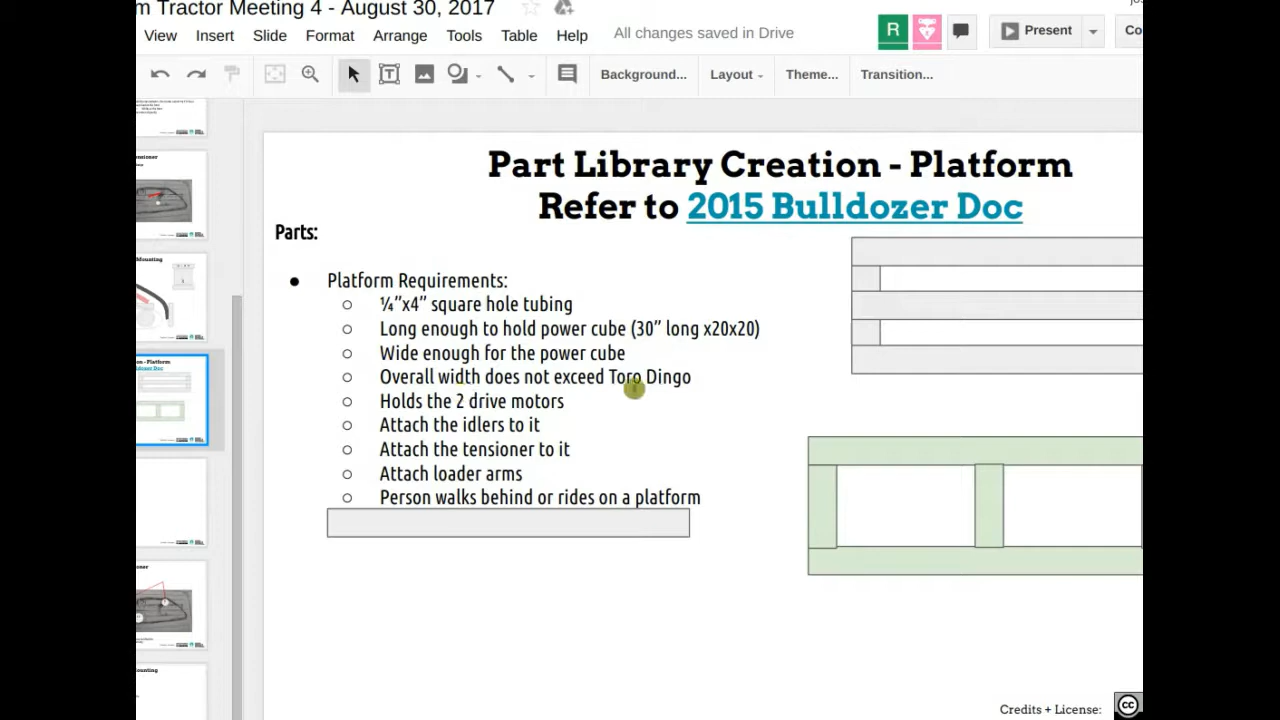 m Tractor Meeting 4 - August 30, 2017
View Insert Slide Format Arrange Tools Table Help All changes saved in Drive
R
Present
Co
Background... Layout Theme... Transition...
Part Library Creation - Platform
Refer to 2015 Bulldozer Doc
Parts:
● Platform Requirements:
○ ¼”x4” square hole tubing
○ Long enough to hold power cube (30” long x20x20)
○ Wide enough for the power cube
○ Overall width does not exceed Toro Dingo
○ Holds the 2 drive motors
○ Attach the idlers to it
○ Attach the tensioner to it
○ Attach loader arms
○ Person walks behind or rides on a platform
Credits + License:
cc